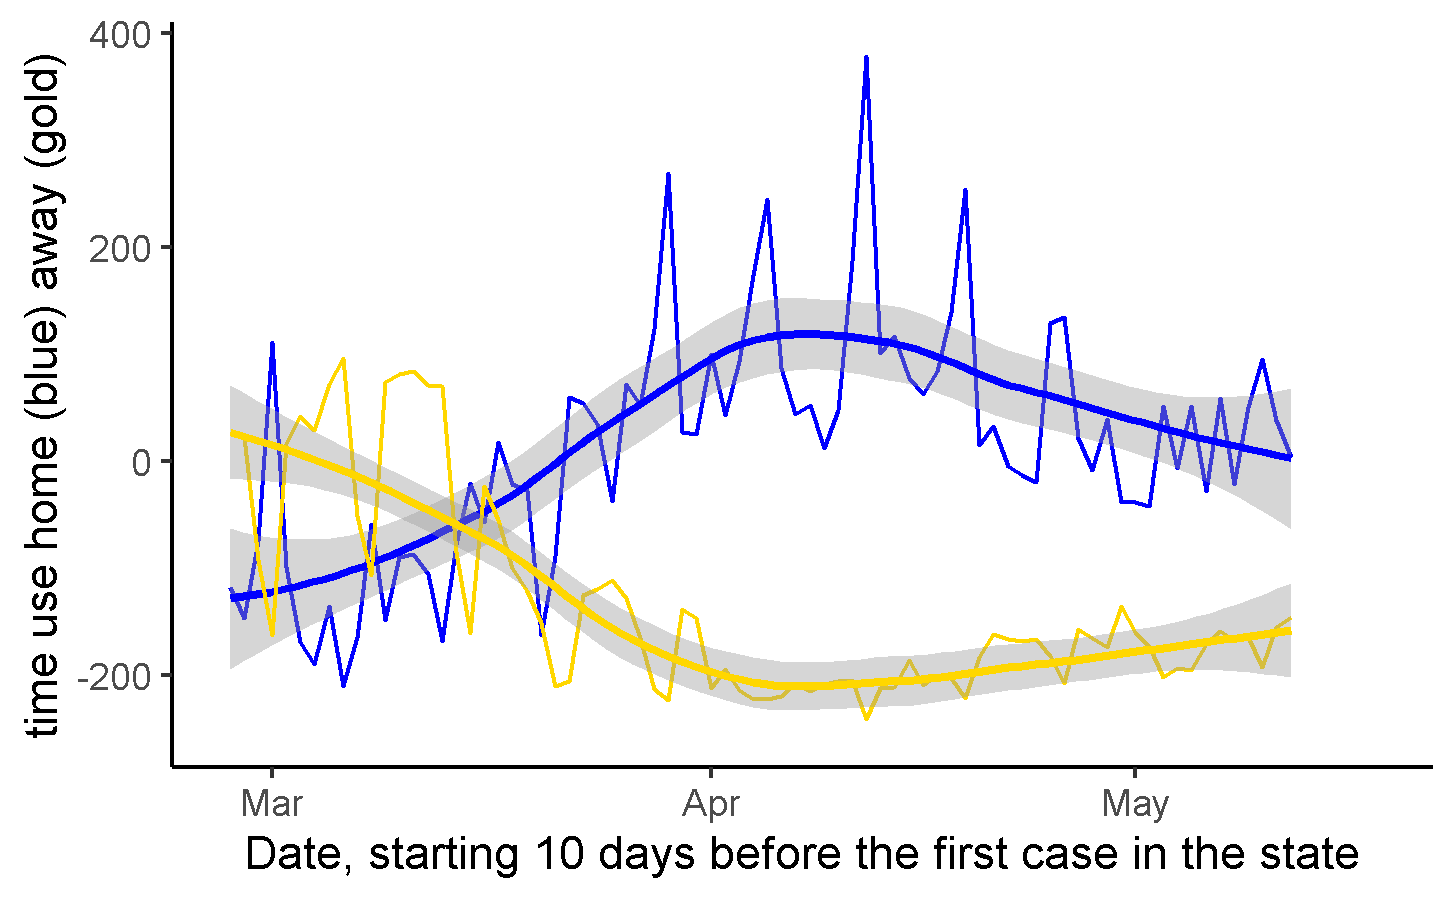 time use home (blue) away (gold)
400
200
0
-200
Mar Apr May
Date, starting 10 days before the first case in the state